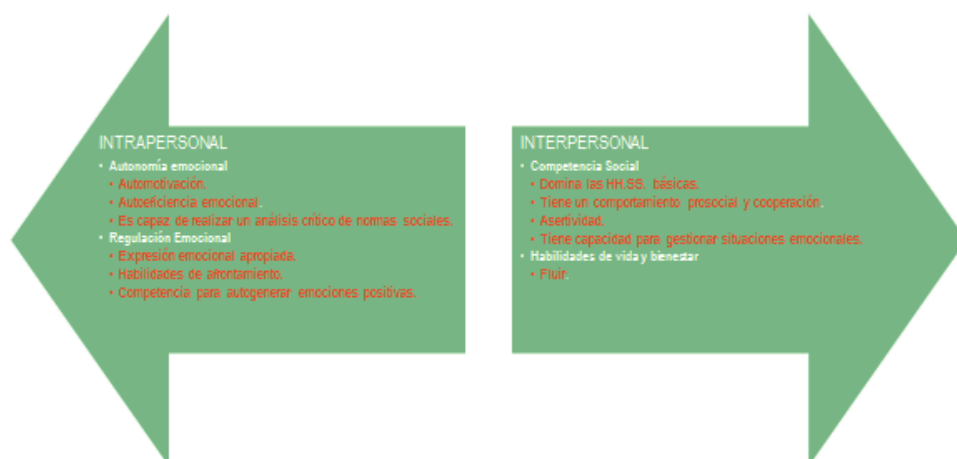 INTRAPERSONAL
• Autonomía emocional
• Automotivación.
• Autoeficiencia emocional.
• Es capaz de realizar un análisis crítico de normas sociales.
• Regulación Emocional
• Expresión emocional apropiada.
• Habilidades de afrontamiento.
• Competencia para autogenerar emociones positivas.
INTERPERSONAL
• Competencia Social
• Domina las HH.SS. básicas.
• Tiene un comportamiento prosocial y cooperación.
• Asertividad.
• Tiene capacidad para gestionar situaciones emocionales.
• Habilidades de vida y bienestar
• Fluir.